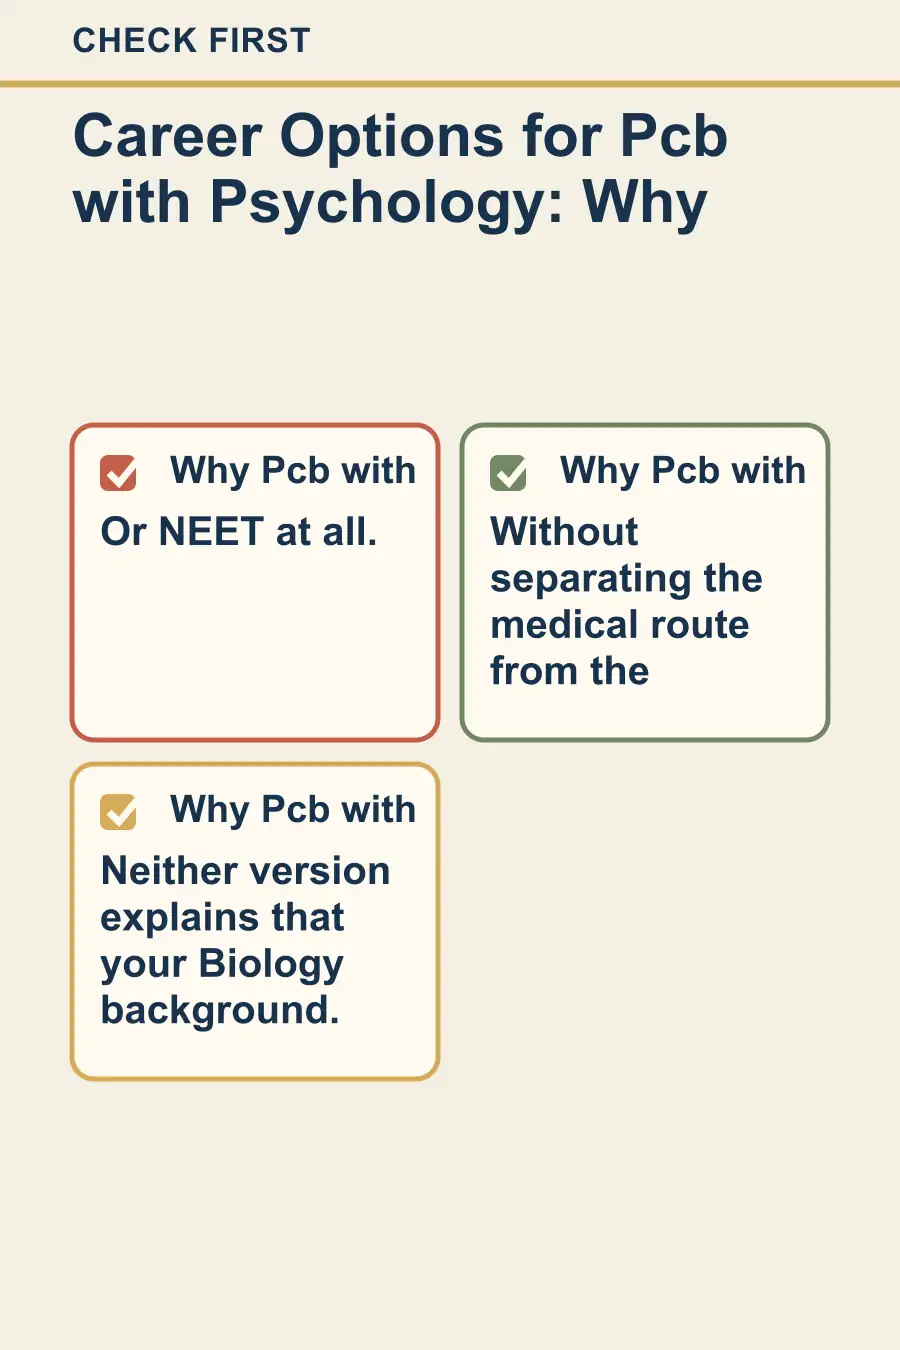 CHECK FIRST
Career Options for Pcb
with Psychology: Why
Why Pcb with
Or NEET at all.
Why Pcb with
Without
separating the
medical route
from the
Why Pcb with
Neither version
explains that
your Biology
background.